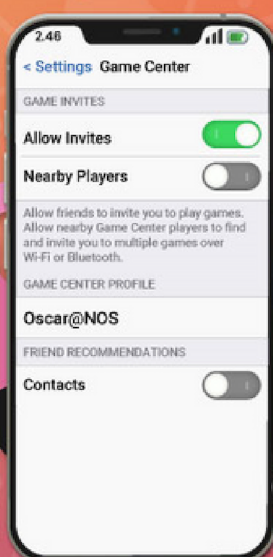 2.46
< Settings Game Center
GAME INVITES
Allow Invites
Nearby Players
Allow friends to invite you to play games.
Allow nearby Game Center players to find
and invite you to multiple games over
Wi-Fi or Bluetooth.
GAME CENTER PROFILE
Oscar@NOS
FRIEND RECOMMENDATIONS
Contacts